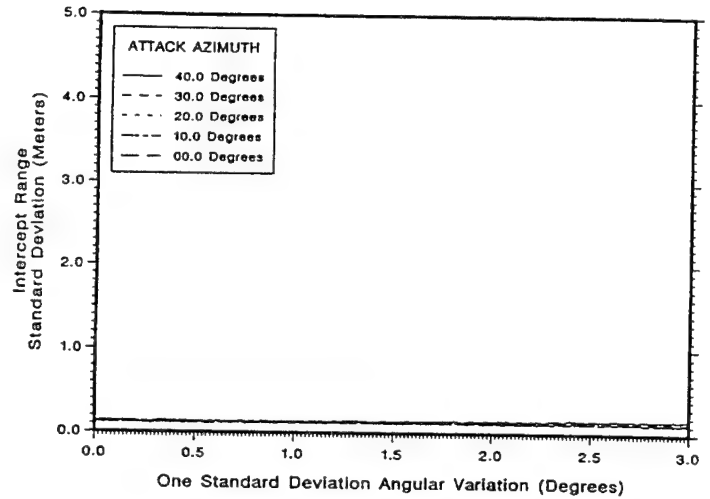 5.0
4.0
3.0
2.0
1.0
0.0
Intercept Range
Standard Deviation (Meters)
ATTACK AZIMUTH
40.0 Degrees
30.0 Degrees
20.0 Degrees
10.0 Degrees
00.0 Degrees
0.0 0.5 1.0 1.5 2.0 2.5 3.0
One Standard Deviation Angular Variation (Degrees)